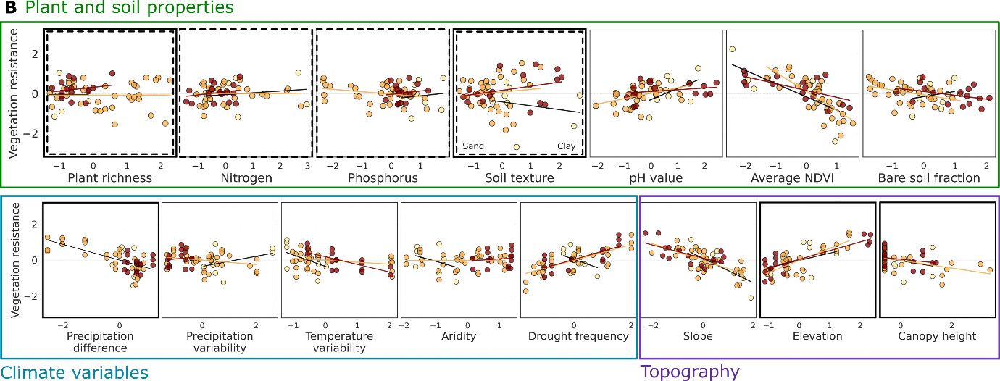 B Plant and soil properties
Vegetation resistance
2
0
−2
Sand Clay
−1 0 1 2
−1 0 1 2 3
−2 −1 0 1
−1 0 1 2
−2 −1 0 1 2
−2 −1 0 1
−1 0 1 2
Plant richness Nitrogen Phosphorus Soil texture pH value Average NDVI Bare soil fraction
Vegetation resistance
2
0
−2
−2 0
0 2
−1 0 1 2
−2 −1 0 1
0 2
−2 0 2
−1 0 1 2
0 2
Precipitation
difference
Precipitation
variability
Temperature
variability
Aridity
Drought frequency
Slope
Elevation
Canopy height
Climate variables
Topography